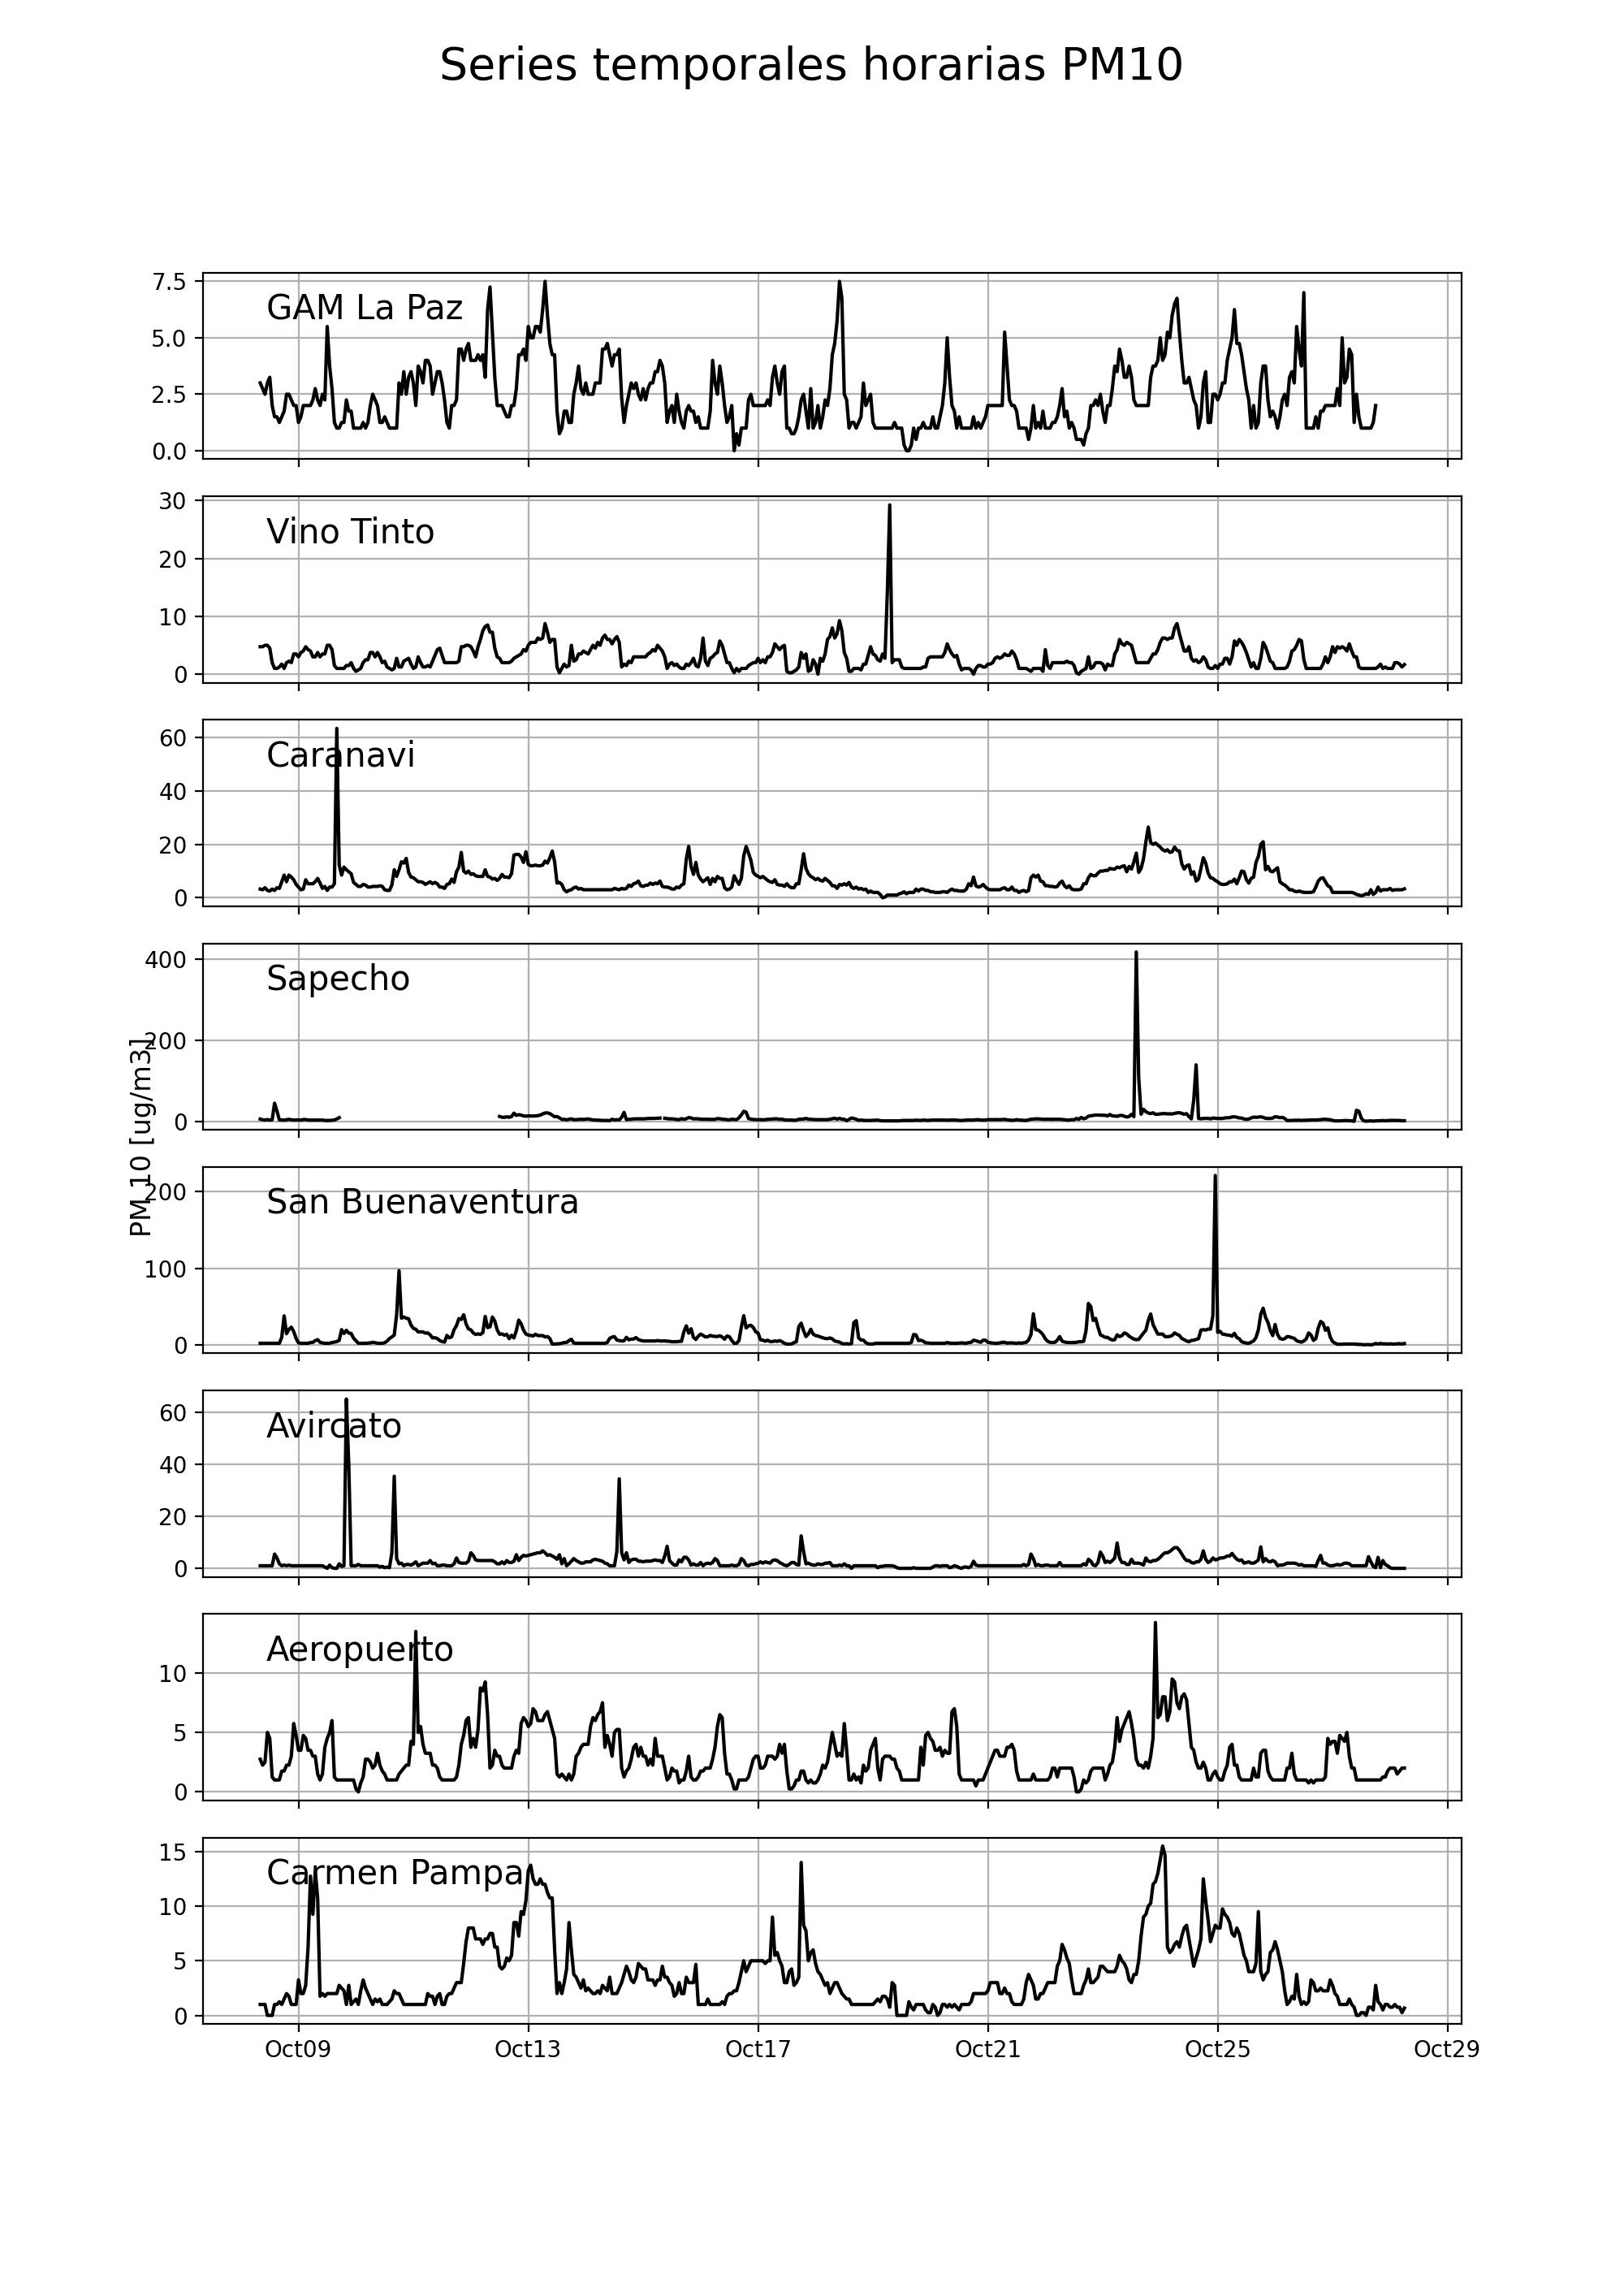 Series temporales horarias PM10
GAM La Paz
7.5
5.0
2.5
0.0
Vino Tinto
30
20
10
0
Caranavi
60
40
20
0
Sapecho
400
200
0
PM 10 [ug/m3]
San Buenaventura
200
100
0
Avircato
60
40
20
0
Aeropuerto
10
5
0
Carmen Pampa
15
10
5
0
Oct09 Oct13 Oct17 Oct21 Oct25 Oct29